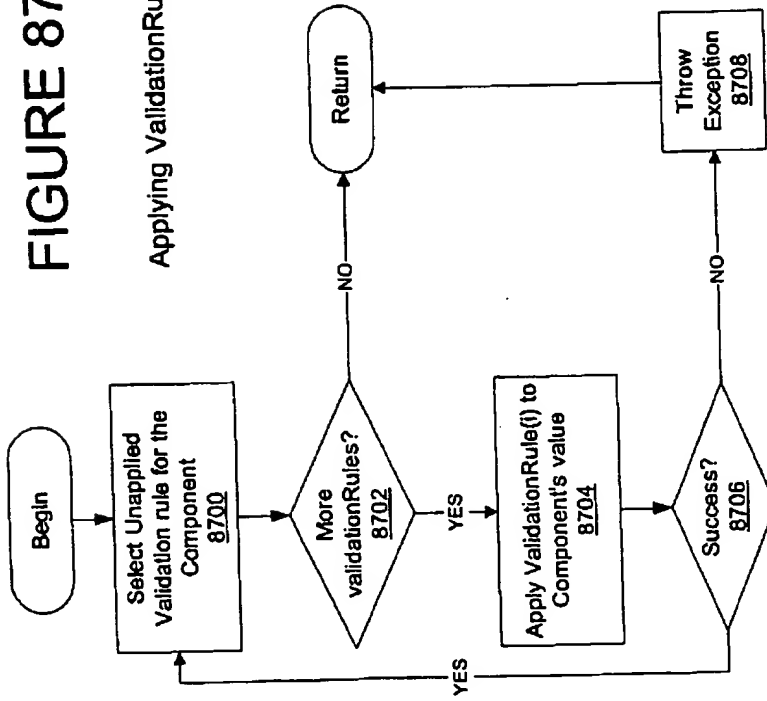 FIGURE 87
Applying ValidationRu
Begin
Select Unapplied
Validation rule for the
Component
8700
More
validationRules?
8702
NO
Return
YES
Apply ValidationRule(i) to
Component's value
8704
Success?
8706
NO
Throw
Exception
8708
YES